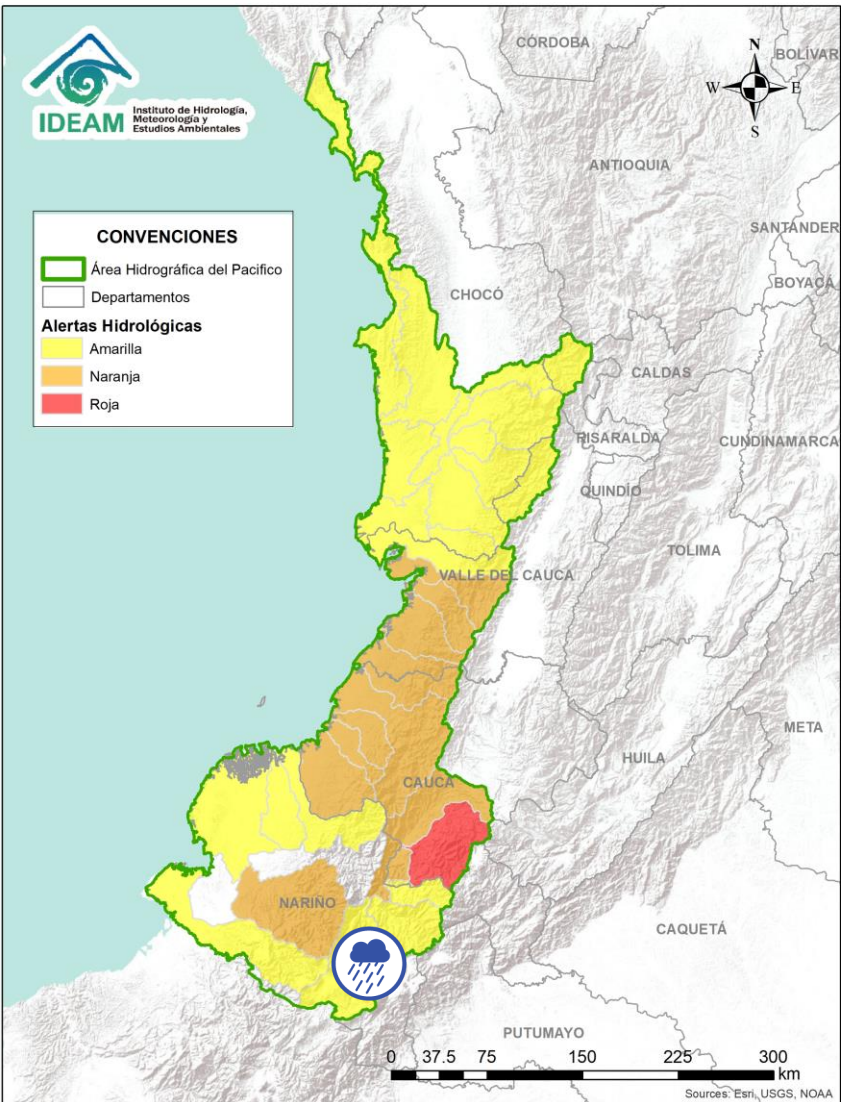 IDEAM
Instituto de Hidrología,
Meteorología y
Estudios Ambientales
N
W
E
S
CÓRDOBA
BOLÍVAR
ANTIOQUIA
SANTANDER
BOYACÁ
CHOCÓ
CONVENCIONES
Área Hidrográfica del Pacifico
Departamentos
Alertas Hidrológicas
Amarilla
Naranja
Roja
CALDAS
RISARALDA
CUNDINAMARCA
QUINDÍO
TOLIMA
VALLE DEL CAUCA
META
HUILA
CAUCA
NARIÑO
CAQUETÁ
PUTUMAYO
0 37.5 75 150 225 300
km
Sources: Esri, USGS, NOAA